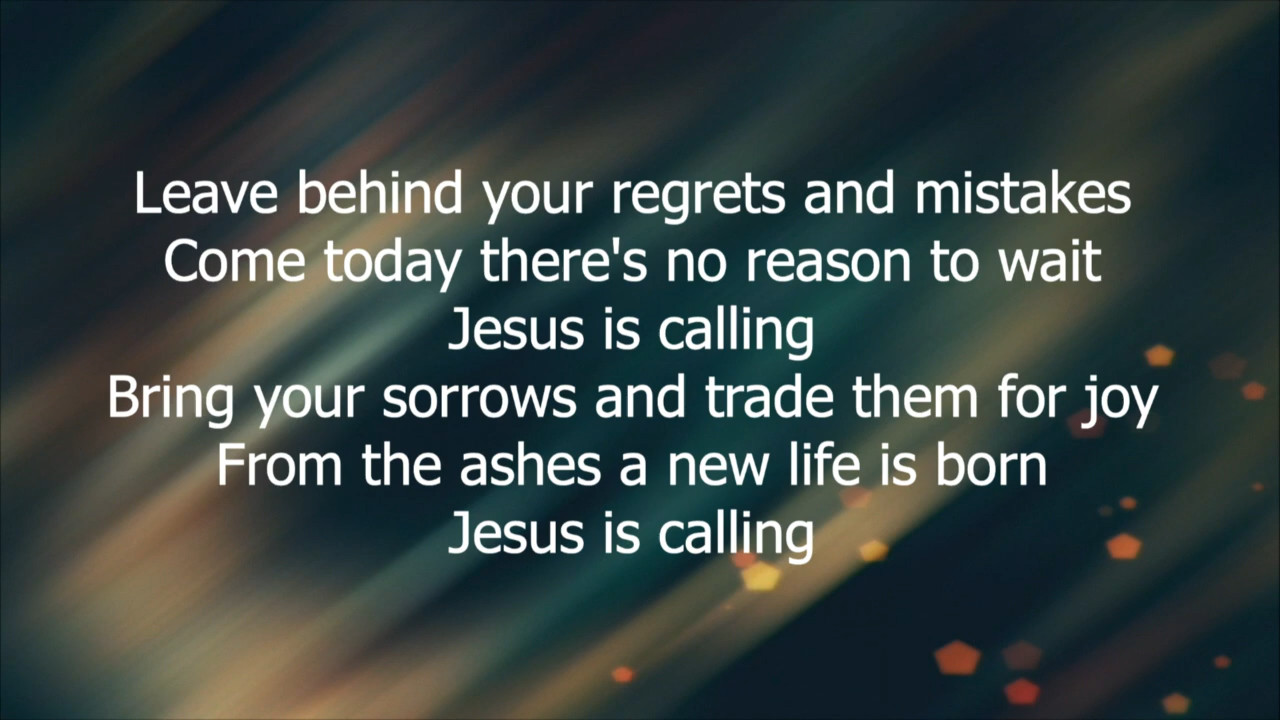 Leave behind your regrets and mistakes
Come today there's no reason to wait
Jesus is calling
Bring your sorrows and trade them for joy
From the ashes a new life is born
Jesus is calling